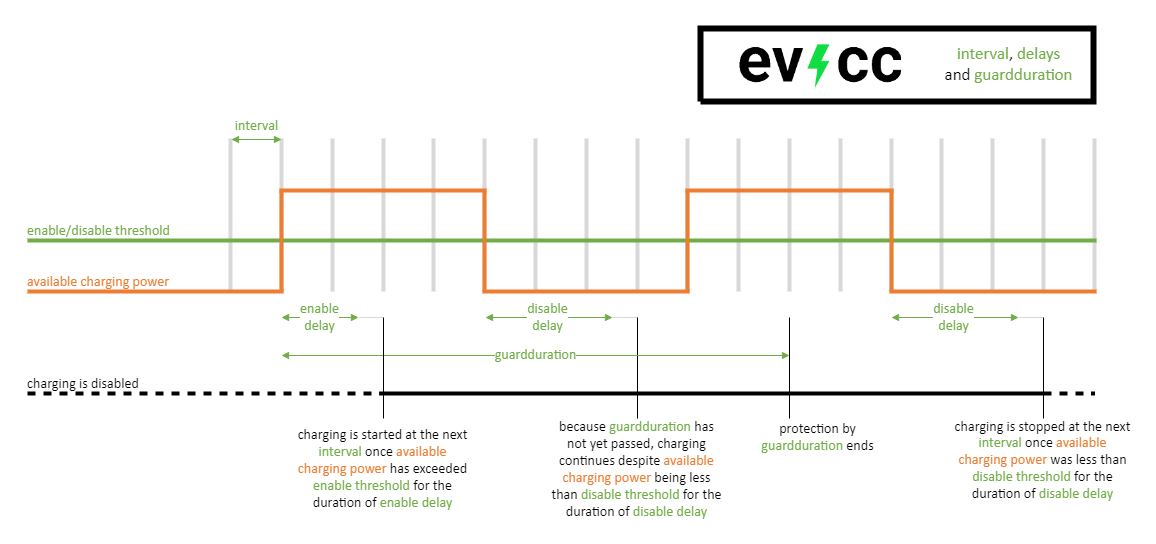 ev cc
interval, delays
and guardduration
interval
enable/disable threshold
available charging power
enable
delay
disable
delay
disable
delay
guardduration
charging is disabled
charging is started at the next
interval once available
charging power has exceeded
enable threshold for the
duration of enable delay
because guardduration has
not yet passed, charging
continues despite available
charging power being less
than disable threshold for the
duration of disable delay
protection by
guardduration ends
charging is stopped at the next
interval once available
charging power was less than
disable threshold for the
duration of disable delay